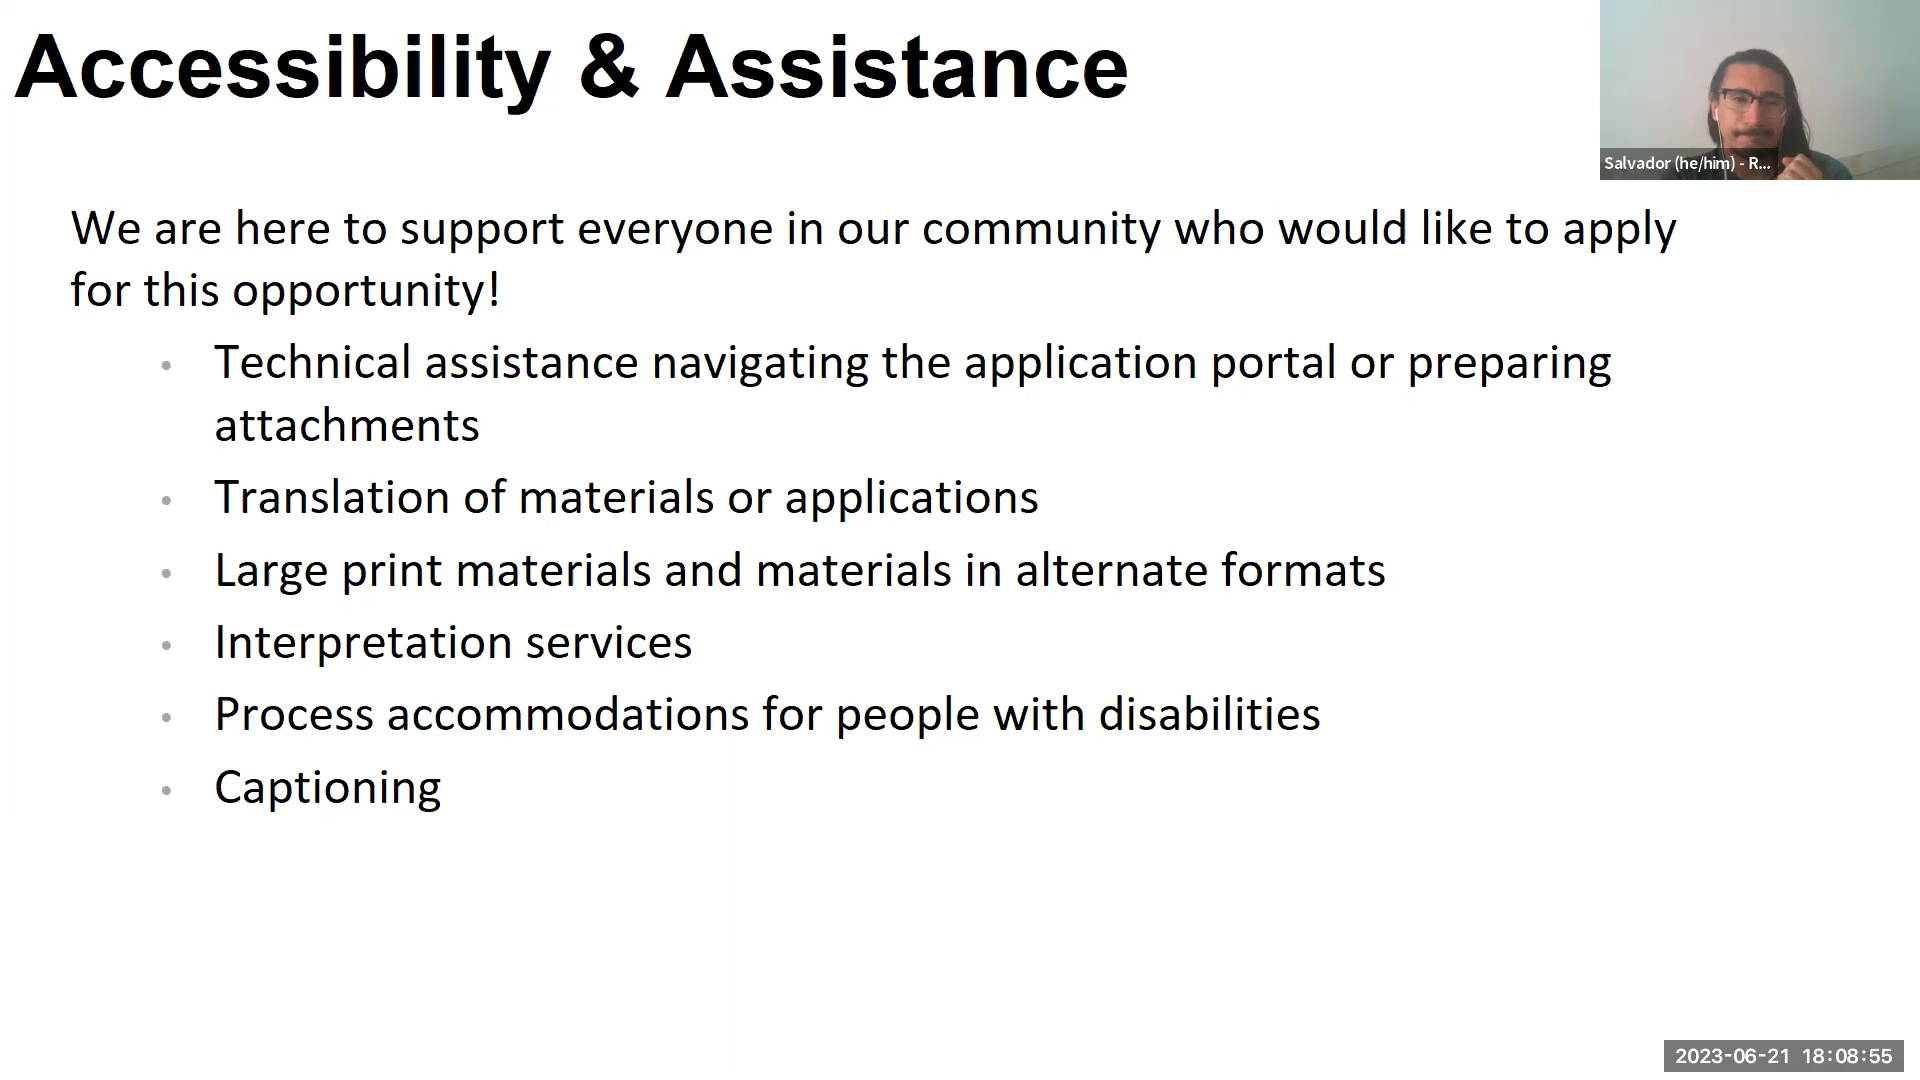 Accessibility & Assistance
Salvador (he/him) - R...
We are here to support everyone in our community who would like to apply
for this opportunity!
• Technical assistance navigating the application portal or preparing
attachments
• Translation of materials or applications
• Large print materials and materials in alternate formats
• Interpretation services
• Process accommodations for people with disabilities
• Captioning
2023-06-21 18:08:55